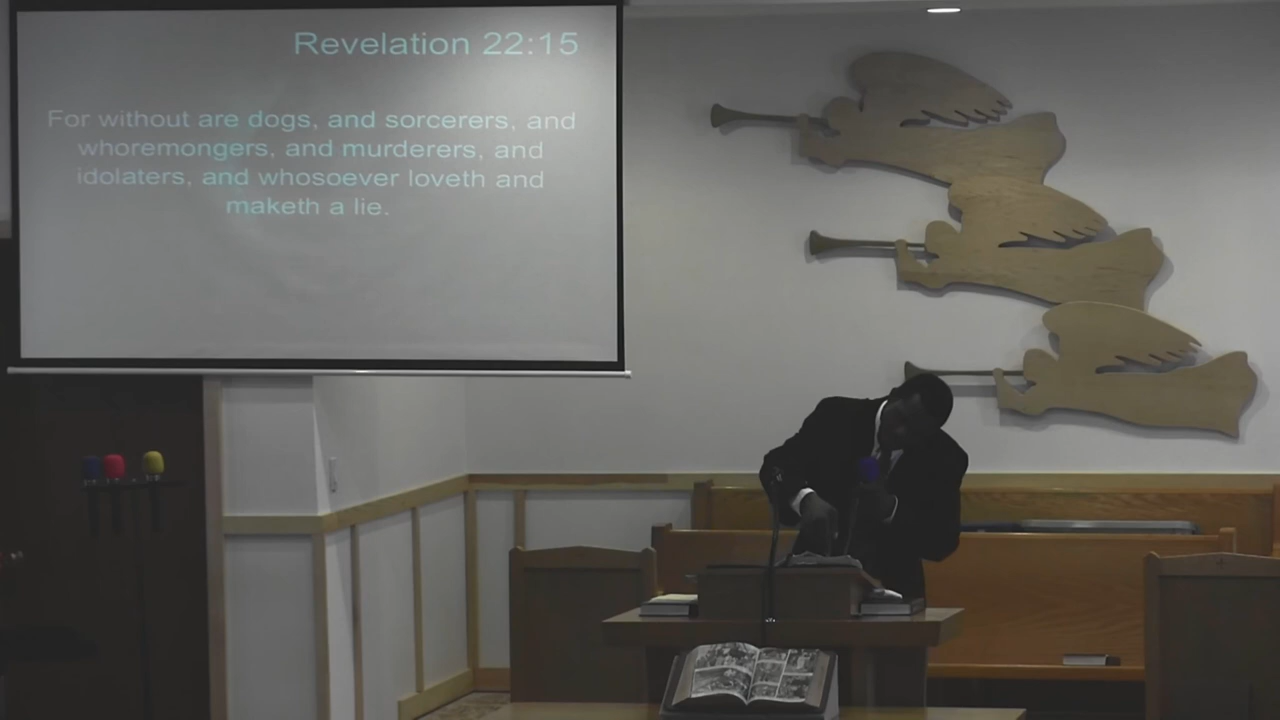 Revelation 22:15
For without are dogs, and sorcerers, and
whoremongers, and murderers, and
idolaters, and whosoever loveth and
maketh a lie.